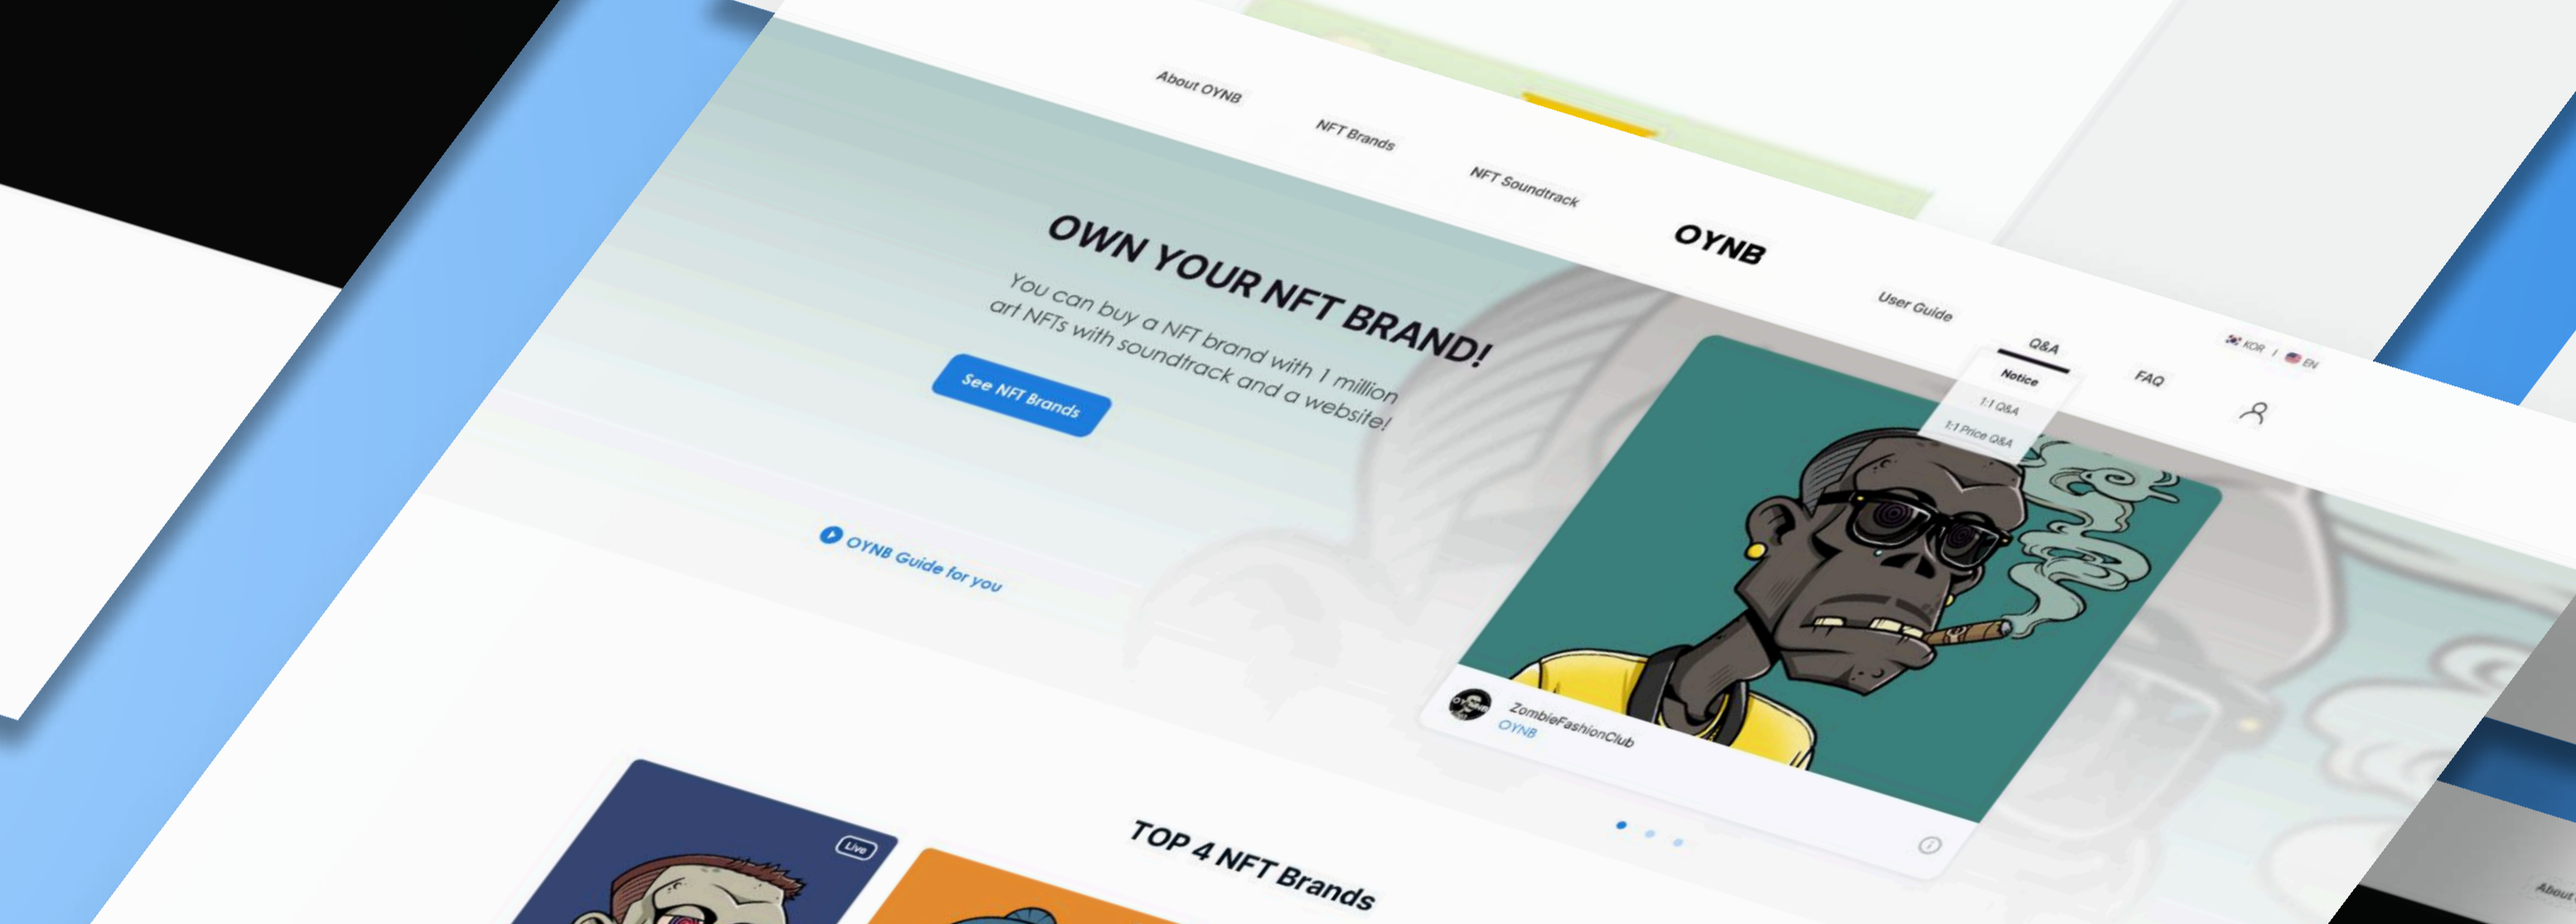 About OYNB
NFT Brands
NFT Soundtrack
OYNB
User Guide
Q&A
FAQ
KOR | EN
Notice
1:1 Q&A
1:1 Price Q&A
OWN YOUR NFT BRAND!
You can buy a NFT brand with 1 million
art NFTs with soundtrack and a website!
See NFT Brands
OYNB Guide for you
ZombieFashionClub
OYNB
TOP 4 NFT Brands
Live
About